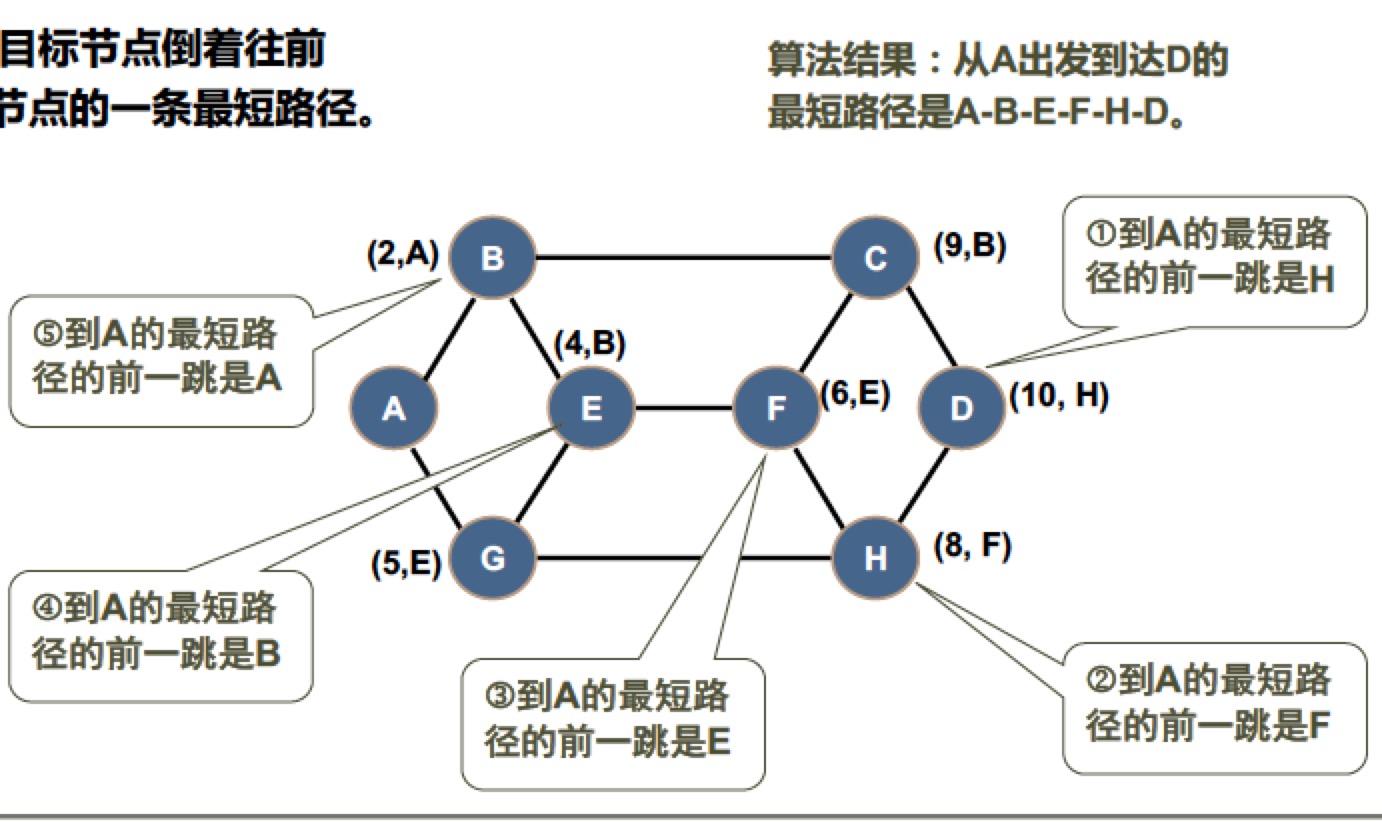 目标节点倒着往前
节点的一条最短路径。
算法结果：从A出发到达D的
最短路径是A-B-E-F-H-D。
①到A的最短路
径的前一跳是H
(2,A)
B
C
(9,B)
⑤到A的最短路
径的前一跳是A
(4,B)
A
E
F
(6,E)
D
(10, H)
(5,E)
G
H
(8, F)
④到A的最短路
径的前一跳是B
③到A的最短路
径的前一跳是E
②到A的最短路
径的前一跳是F